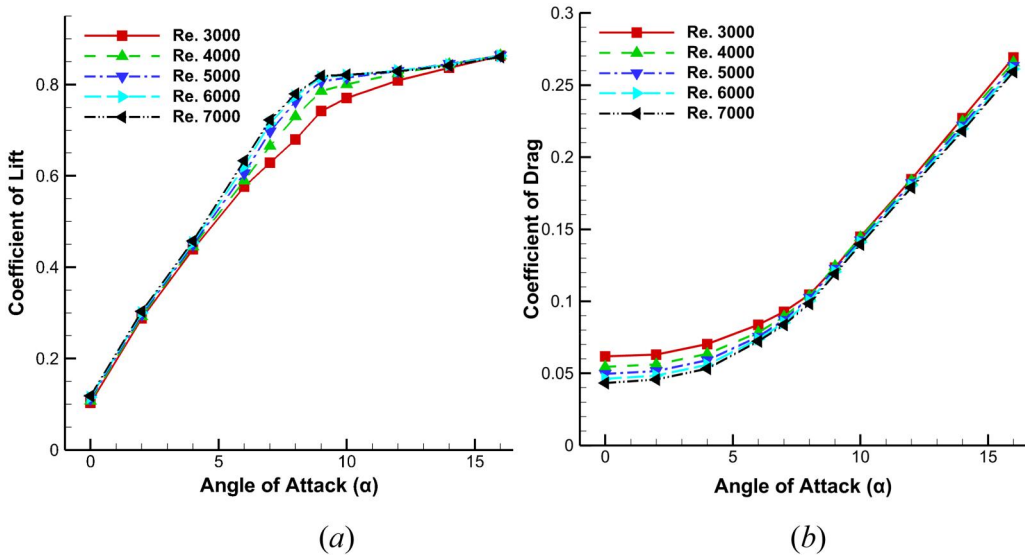 Re. 3000
Re. 4000
Re. 5000
Re. 6000
Re. 7000
0.8
0.6
0.4
0.2
0
0
5
10
15
Coefficient of Lift
Angle of Attack (α)
(a)
Re. 3000
Re. 4000
Re. 5000
Re. 6000
Re. 7000
0.3
0.25
0.2
0.15
0.1
0.05
0
0
5
10
15
Coefficient of Drag
Angle of Attack (α)
(b)